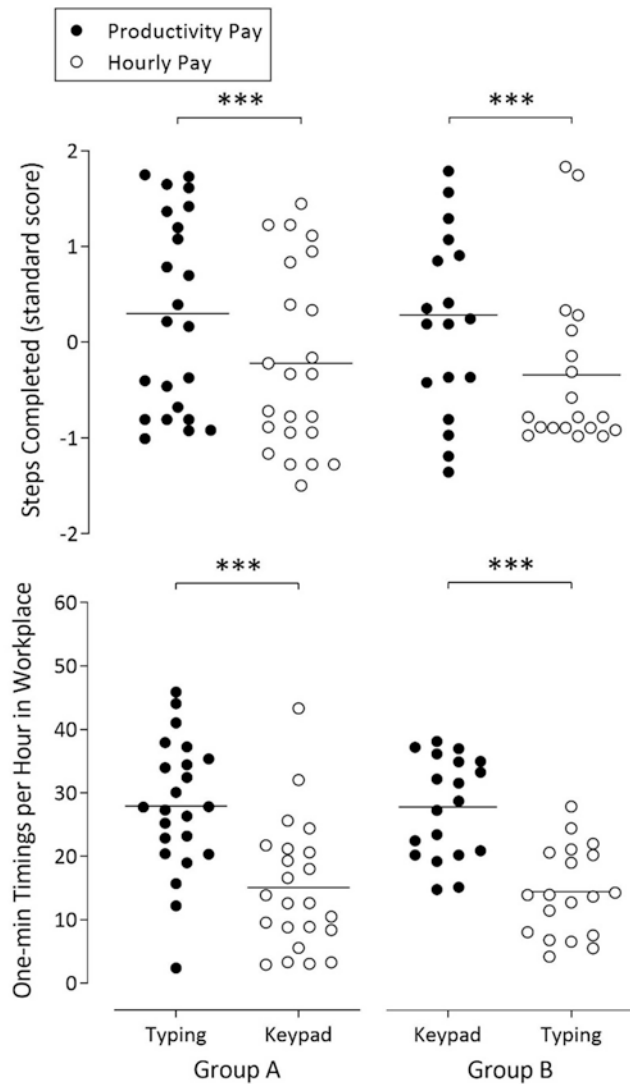 Productivity Pay
Hourly Pay
*** ***
Steps Completed (standard score)
2
1
0
-1
-2
*** ***
One-min Timings per Hour in Workplace
60
50
40
30
20
10
0
Typing Keypad Keypad Typing
Group A Group B